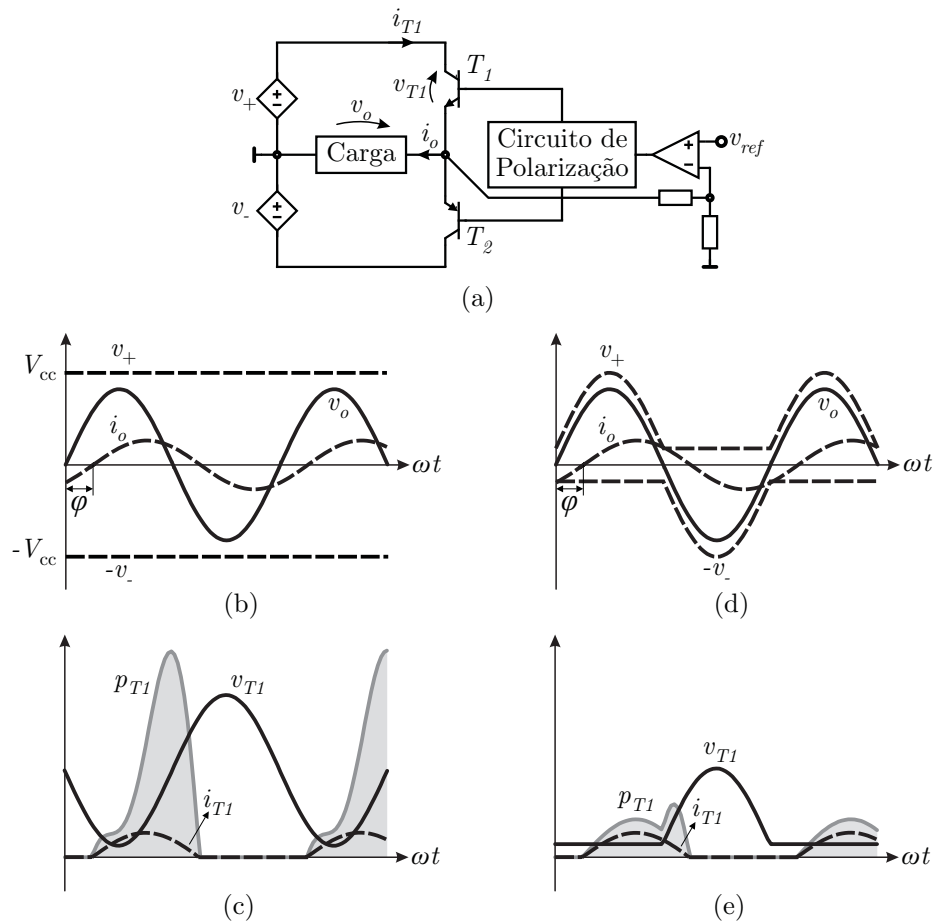 i_T1
T_1
v_+
v_T1
v_o
i_o
Carga
Circuito de
Polarização
+
-
v_ref
v_-
T_2
(a)
V_cc
v_+
v_o
i_o
ωt
φ
-V_cc
-v_-
(b)
v_+
v_o
i_o
ωt
φ
-v_-
(d)
p_T1
v_T1
i_T1
ωt
(c)
v_T1
p_T1
i_T1
ωt
(e)